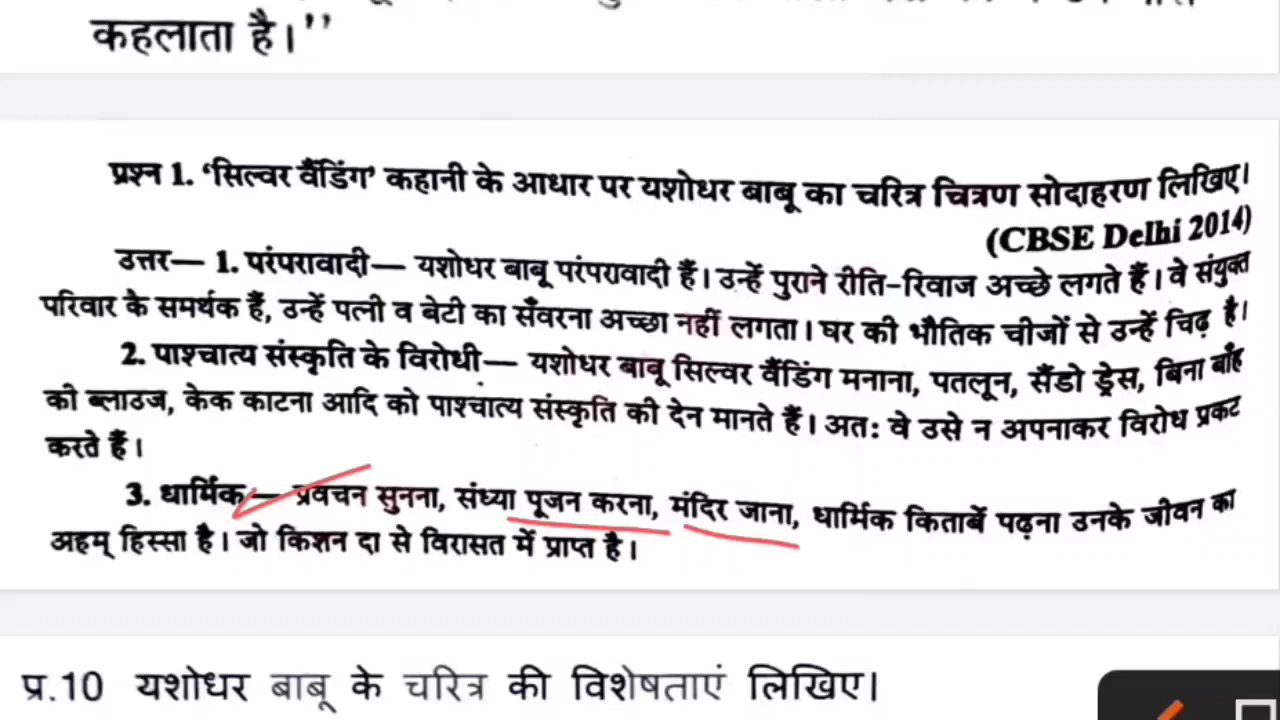 कहलाता है।’’
प्रश्न 1. ‘सिल्वर वैंडिंग’ कहानी के आधार पर यशोधर बाबू का चरित्र चित्रण सोदाहरण लिखिए।
(CBSE Delhi 2014)
उत्तर— 1. परंपरावादी— यशोधर बाबू परंपरावादी हैं। उन्हें पुराने रीति-रिवाज अच्छे लगते हैं। वे संयुक्त
परिवार के समर्थक हैं, उन्हें पत्नी व बेटी का सँवरना अच्छा नहीं लगता। घर की भौतिक चीजों से उन्हें चिढ़ है।
2. पाश्चात्य संस्कृति के विरोधी— यशोधर बाबू सिल्वर वैंडिंग मनाना, पतलून, सैंडो ड्रेस, बिना बाँह
की ब्लाउज, केक काटना आदि को पाश्चात्य संस्कृति की देन मानते हैं। अत: वे उसे न अपनाकर विरोध प्रकट
करते हैं।
3. धार्मिक— प्रवचन सुनना, संध्या पूजन करना, मंदिर जाना, धार्मिक किताबें पढ़ना उनके जीवन का
अहम् हिस्सा है। जो किशन दा से विरासत में प्राप्त है।
प्र.10 यशोधर बाबू के चरित्र की विशेषताएं लिखिए।